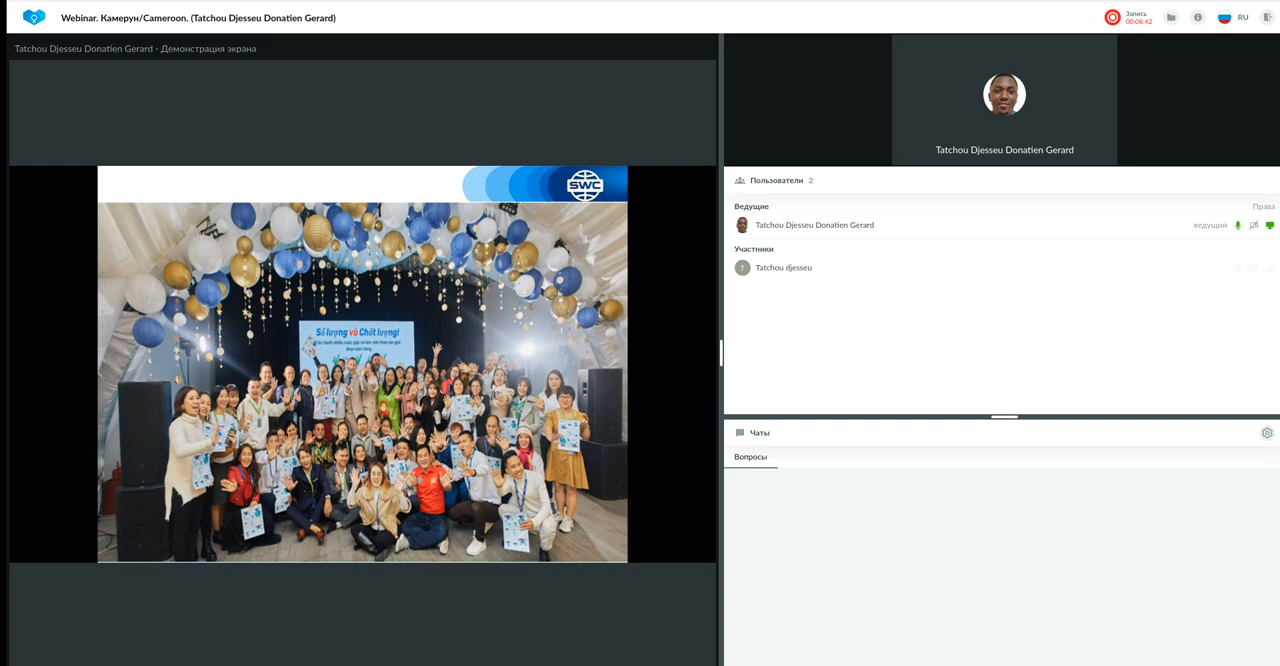 Webinar. Камерун/Cameroon. (Tatchou Djesseu Donatien Gerard)
Запись
00:08:42
RU
Tatchou Djesseu Donatien Gerard - Демонстрация экрана
SWC
Số lượng và Chất lượng!
Tatchou Djesseu Donatien Gerard
Пользователи 2
Ведущие Права
Tatchou Djesseu Donatien Gerard ведущий
Участники
T Tatchou djesseu
Чаты
Вопросы